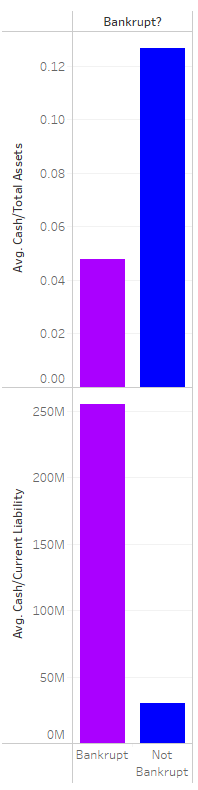 Bankrupt?
0.12
0.10
0.08
0.06
0.04
0.02
0.00
Avg. Cash/Total Assets
250M
200M
150M
100M
50M
0M
Avg. Cash/Current Liability
Bankrupt
Not
Bankrupt